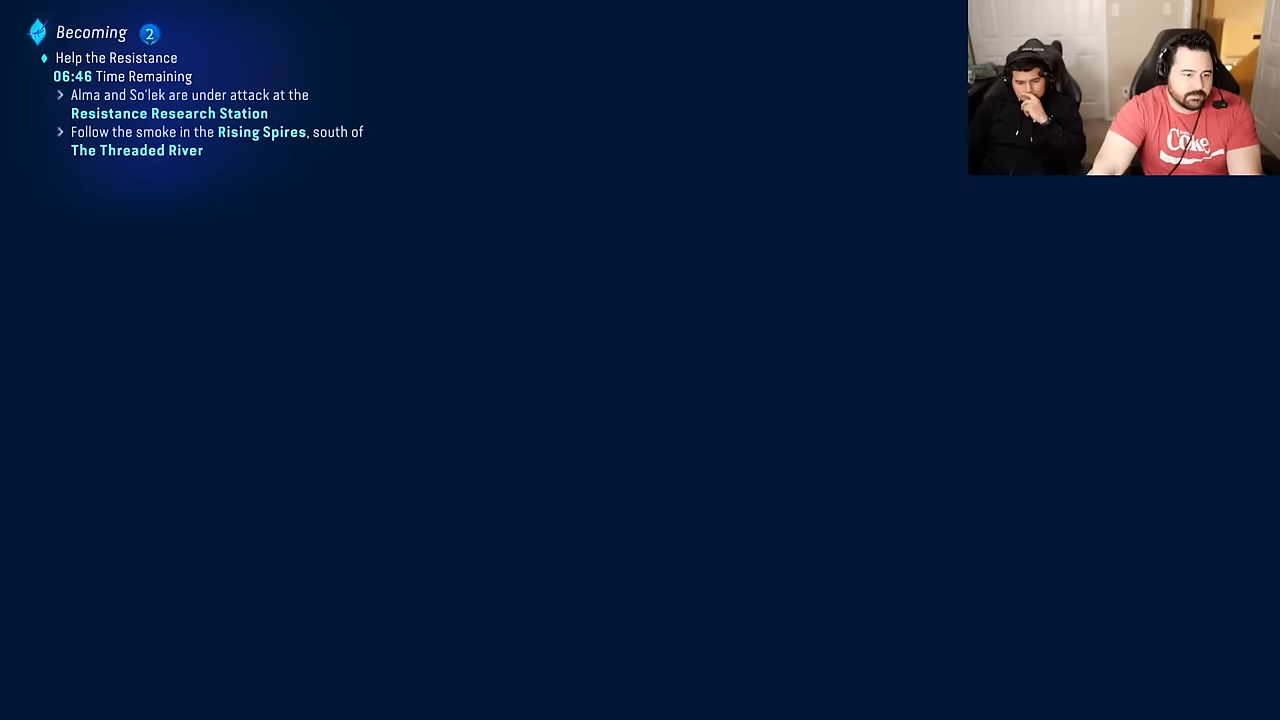 Becoming 2
Help the Resistance
06:46 Time Remaining
Alma and So'lek are under attack at the
Resistance Research Station
Follow the smoke in the Rising Spires, south of
The Threaded River
Coke